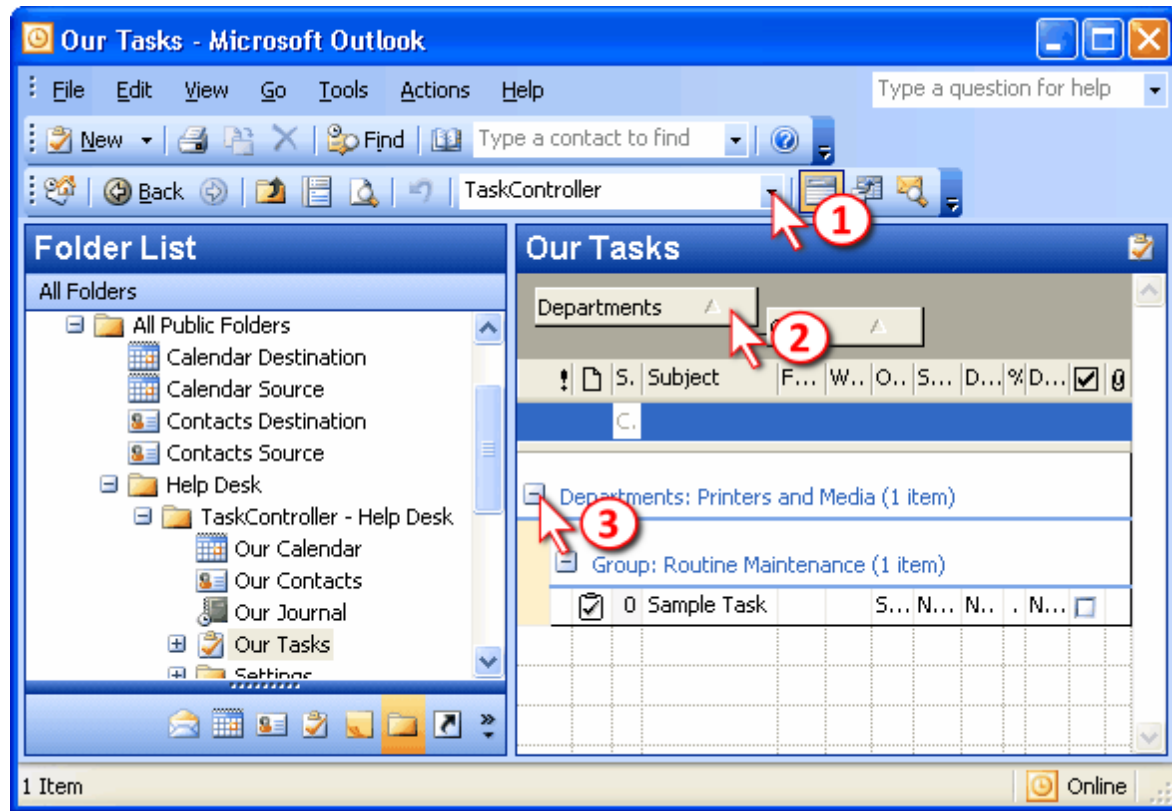 Our Tasks - Microsoft Outlook
File Edit View Go Tools Actions Help Type a question for help
New Find Type a contact to find
Back TaskController
1
Folder List
Our Tasks
All Folders
Departments
2
All Public Folders
Calendar Destination
Calendar Source
Contacts Destination
Contacts Source
Help Desk
TaskController - Help Desk
Our Calendar
Our Contacts
Our Journal
Our Tasks
Settings
! S. Subject F... W.. O.. S... D... % D...
C.
Departments: Printers and Media (1 item)
3
Group: Routine Maintenance (1 item)
0 Sample Task S... N... N.. . N...
1 Item
Online